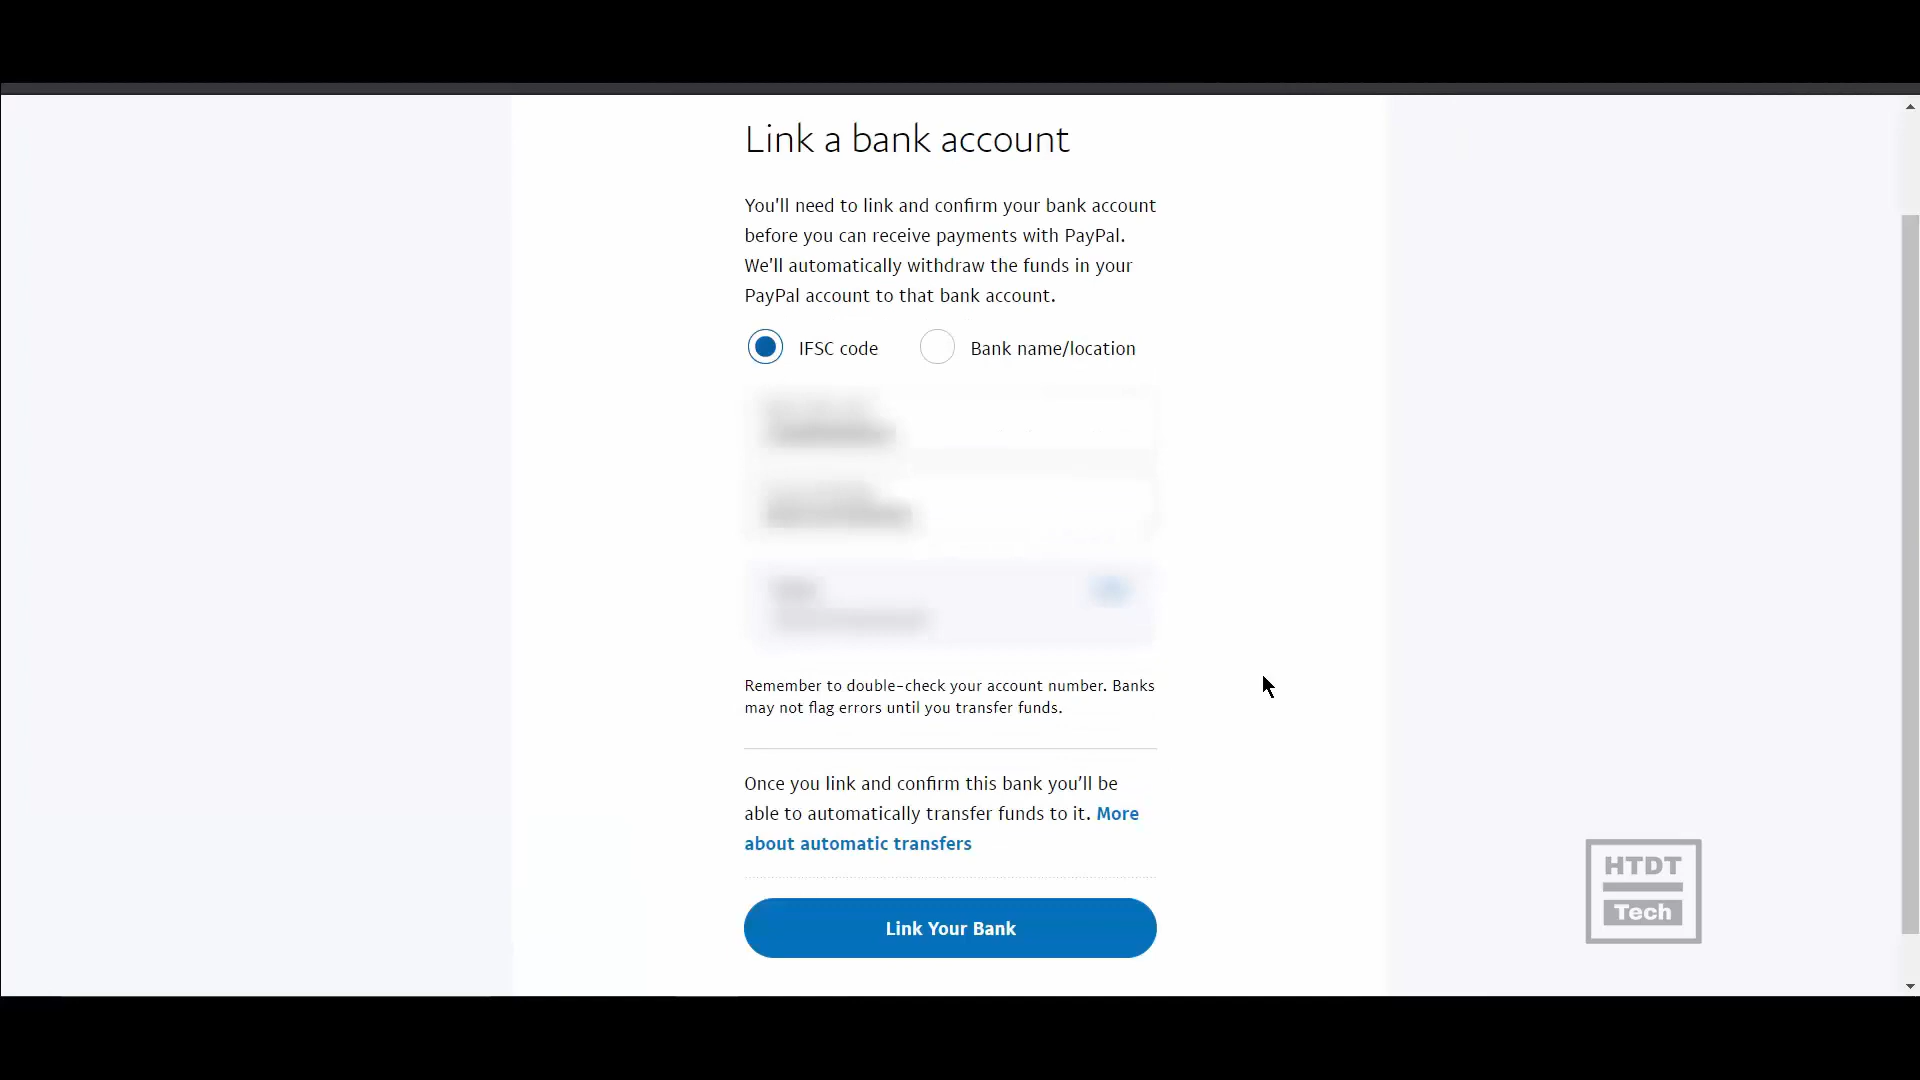 Link a bank account
You'll need to link and confirm your bank account
before you can receive payments with PayPal.
We'll automatically withdraw the funds in your
PayPal account to that bank account.
IFSC code
Bank name/location
Remember to double-check your account number. Banks
may not flag errors until you transfer funds.
Once you link and confirm this bank you'll be
able to automatically transfer funds to it. More
about automatic transfers
Link Your Bank
HTDT
Tech